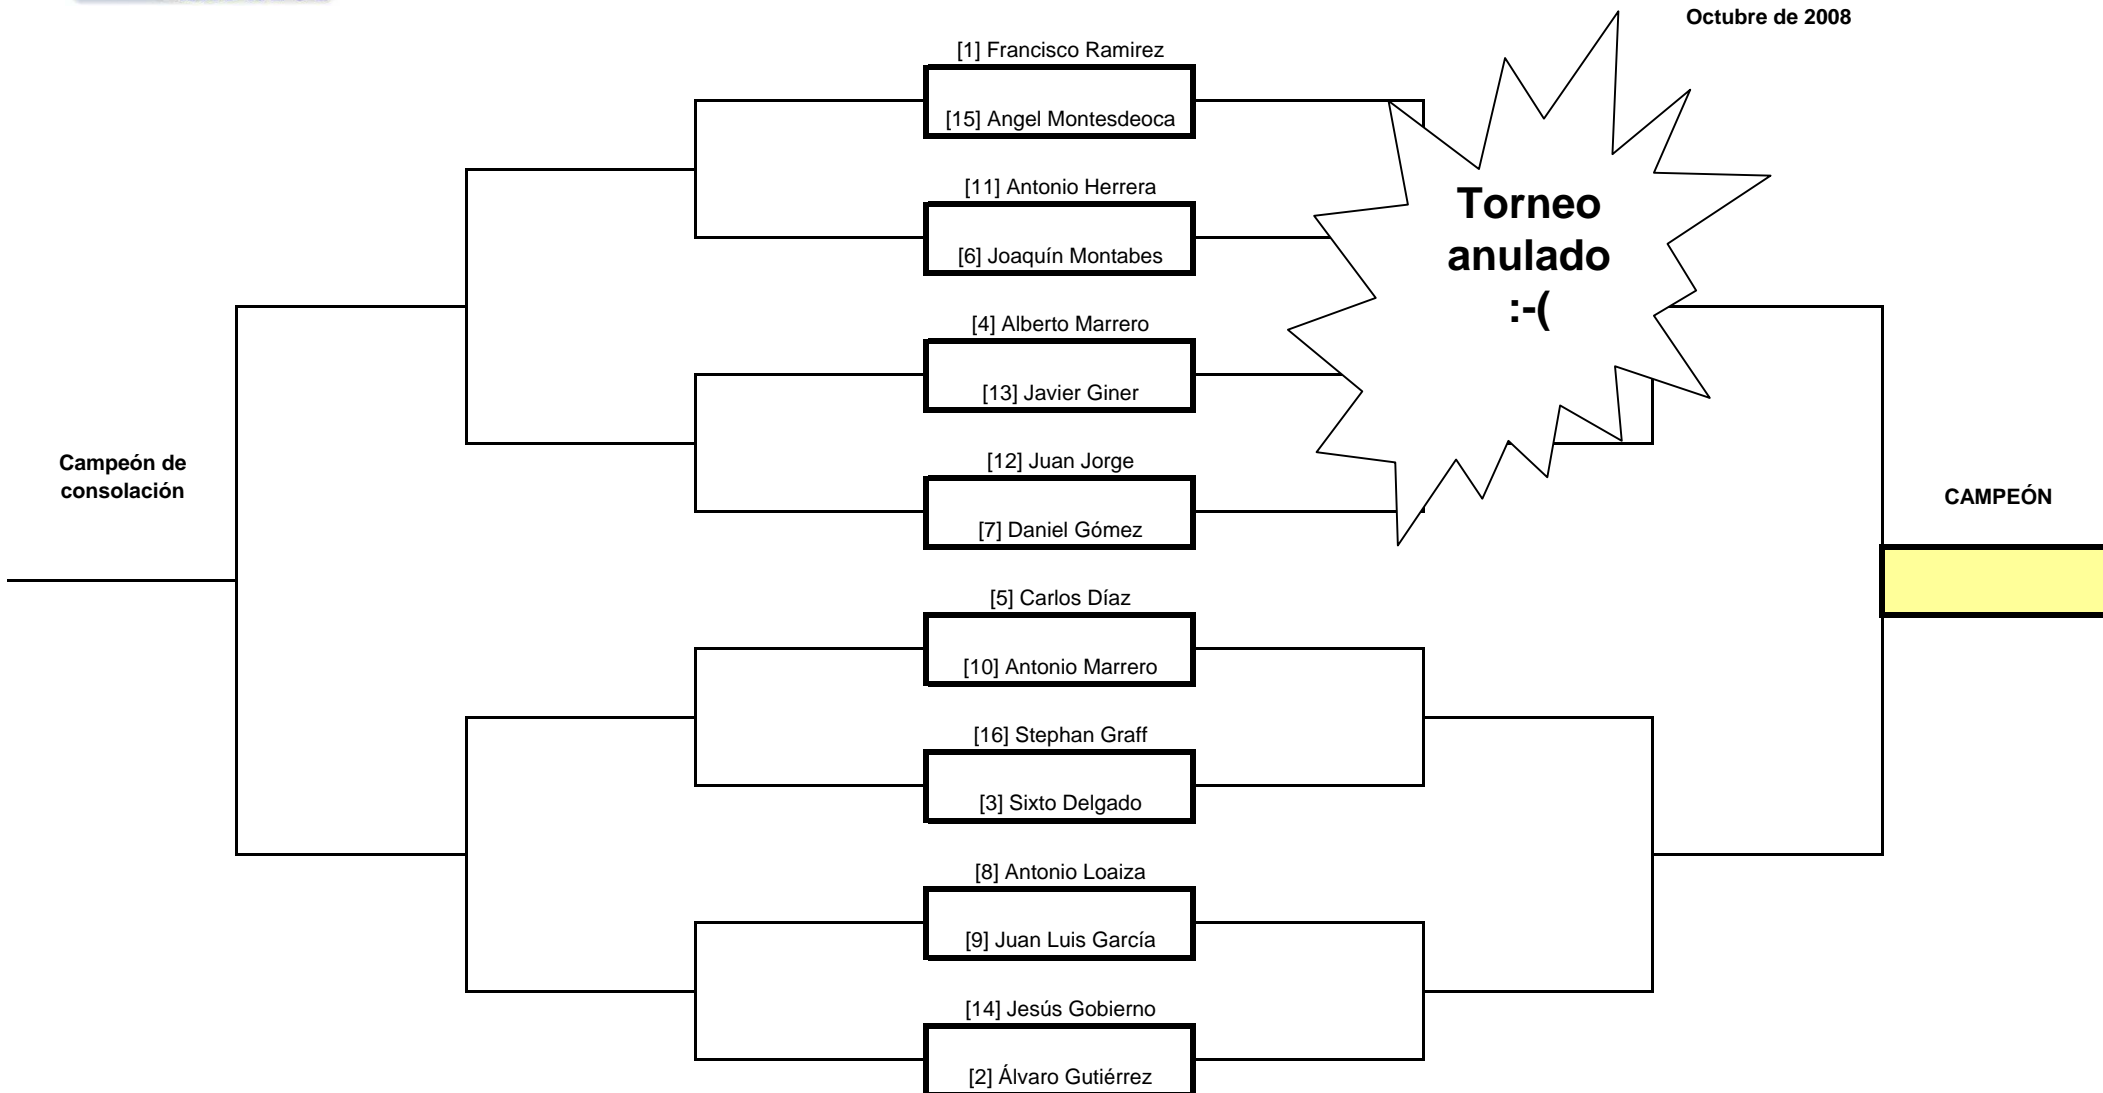 Octubre de 2008
[1] Francisco Ramirez
[15] Angel Montesdeoca
[11] Antonio Herrera
[6] Joaquín Montabes
Torneo
anulado
:-(
[4] Alberto Marrero
[13] Javier Giner
Campeón de
consolación
[12] Juan Jorge
[7] Daniel Gómez
CAMPEÓN
[5] Carlos Díaz
[10] Antonio Marrero
[16] Stephan Graff
[3] Sixto Delgado
[8] Antonio Loaiza
[9] Juan Luis García
[14] Jesús Gobierno
[2] Álvaro Gutiérrez